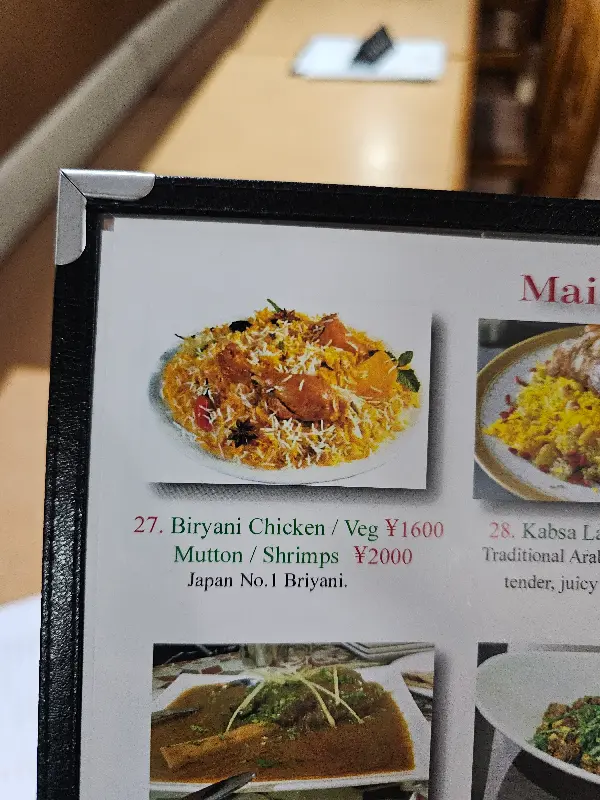 Mai
27. Biryani Chicken / Veg ¥1600
Mutton / Shrimps ¥2000
Japan No.1 Briyani.
28. Kabsa La
Traditional Arab
tender, juicy